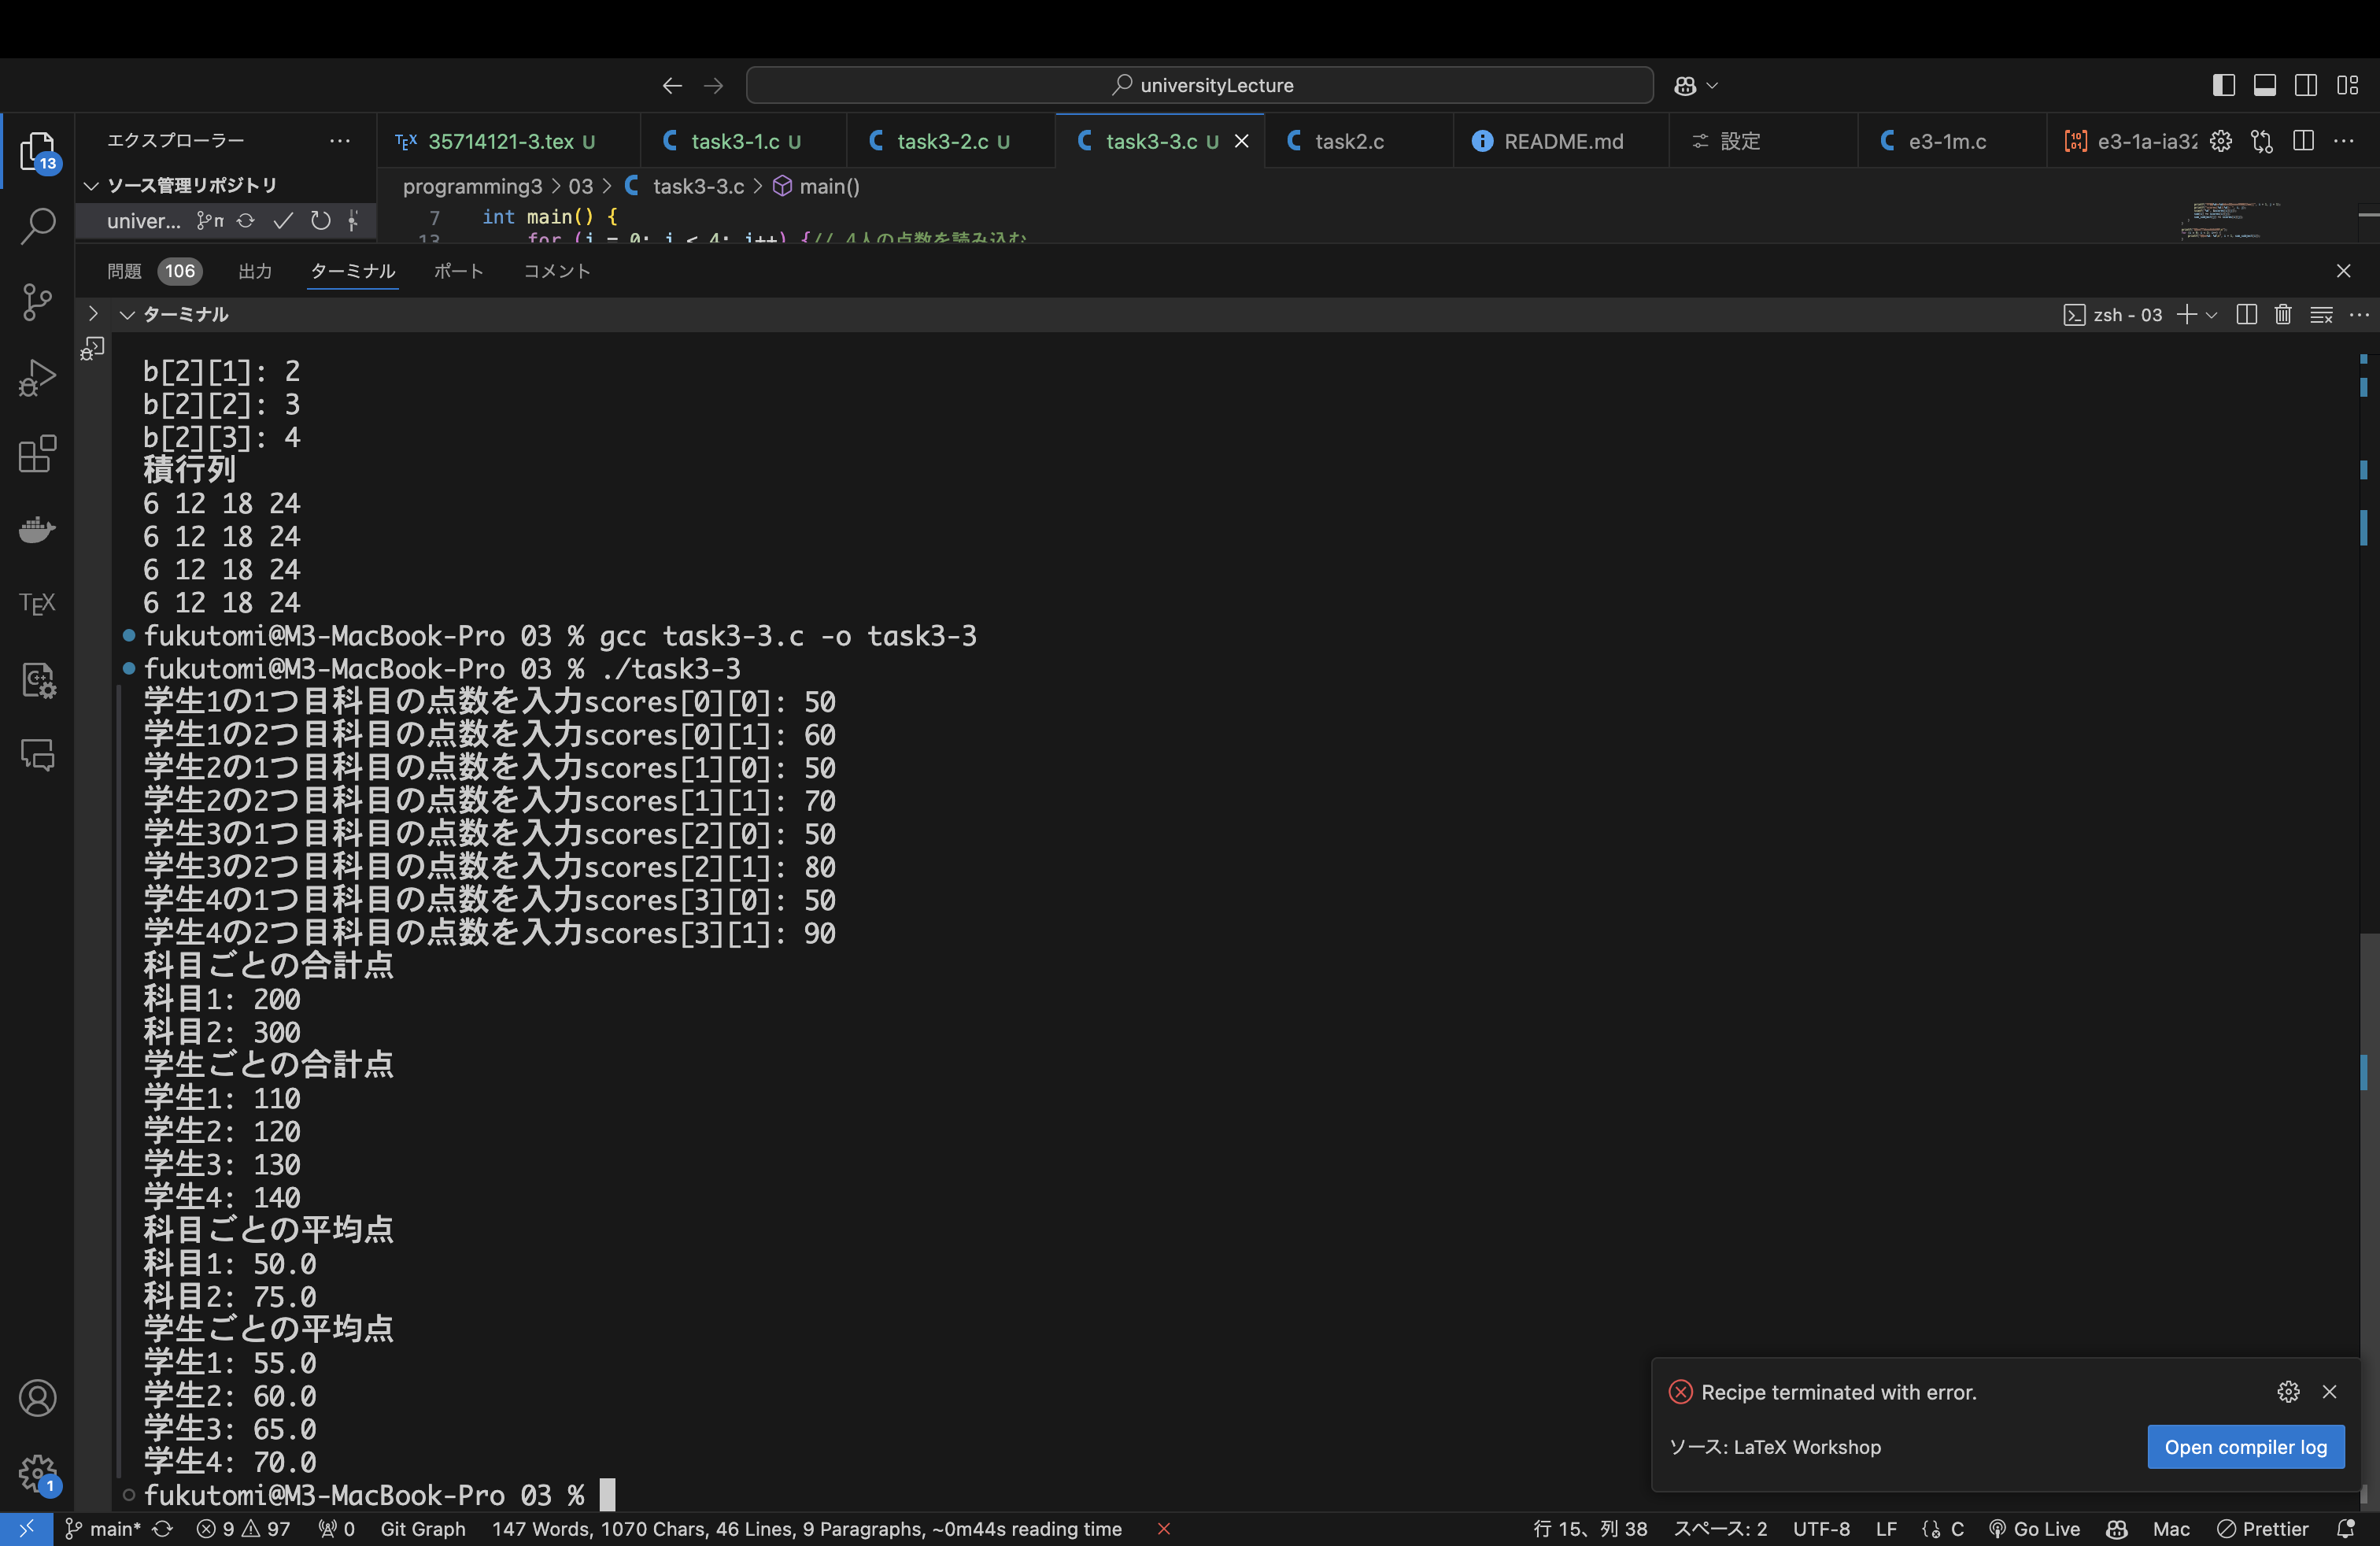 universityLecture
エクスプローラー
35714121-3.tex U
task3-1.c U
task3-2.c U
task3-3.c U
task2.c
README.md
設定
e3-1m.c
e3-1a-ia32
ソース管理リポジトリ
programming3 > 03 > C task3-3.c > main()
univer...
7 int main() {
13 for (i = 0; i < 4; i++) {// 4人の点数を読み込む
問題 106 出力 ターミナル ポート コメント
ターミナル
zsh - 03
b[2][1]: 2
b[2][2]: 3
b[2][3]: 4
積行列
6 12 18 24
6 12 18 24
6 12 18 24
6 12 18 24
fukutomi@M3-MacBook-Pro 03 % gcc task3-3.c -o task3-3
fukutomi@M3-MacBook-Pro 03 % ./task3-3
学生1の1つ目科目の点数を入力scores[0][0]: 50
学生1の2つ目科目の点数を入力scores[0][1]: 60
学生2の1つ目科目の点数を入力scores[1][0]: 50
学生2の2つ目科目の点数を入力scores[1][1]: 70
学生3の1つ目科目の点数を入力scores[2][0]: 50
学生3の2つ目科目の点数を入力scores[2][1]: 80
学生4の1つ目科目の点数を入力scores[3][0]: 50
学生4の2つ目科目の点数を入力scores[3][1]: 90
科目ごとの合計点
科目1: 200
科目2: 300
学生ごとの合計点
学生1: 110
学生2: 120
学生3: 130
学生4: 140
科目ごとの平均点
科目1: 50.0
科目2: 75.0
学生ごとの平均点
学生1: 55.0
学生2: 60.0
学生3: 65.0
学生4: 70.0
fukutomi@M3-MacBook-Pro 03 %
Recipe terminated with error.
ソース: LaTeX Workshop
Open compiler log
13
TEX
1
main* 9 97 0 Git Graph 147 Words, 1070 Chars, 46 Lines, 9 Paragraphs, ~0m44s reading time
行 15、列 38 スペース: 2 UTF-8 LF C Go Live Mac Prettier